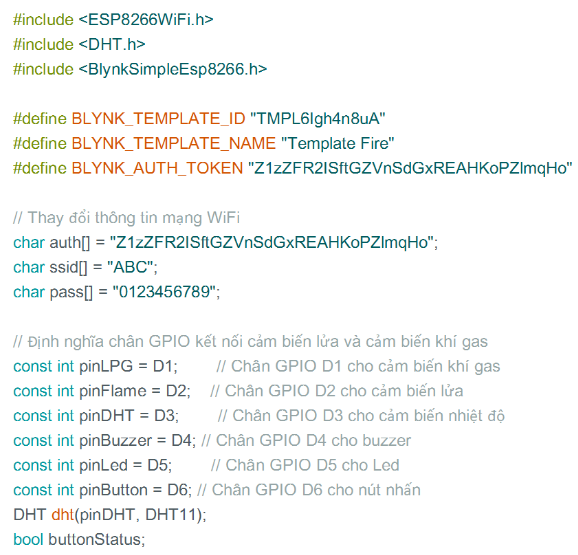 #include <ESP8266WiFi.h>
#include <DHT.h>
#include <BlynkSimpleEsp8266.h>
#define BLYNK_TEMPLATE_ID "TMPL6Igh4n8uA"
#define BLYNK_TEMPLATE_NAME "Template Fire"
#define BLYNK_AUTH_TOKEN "Z1zZFR2ISftGZVnSdGxREAHKoPZlmqHo"
// Thay đổi thông tin mạng WiFi
char auth[] = "Z1zZFR2ISftGZVnSdGxREAHKoPZlmqHo";
char ssid[] = "ABC";
char pass[] = "0123456789";
// Định nghĩa chân GPIO kết nối cảm biến lửa và cảm biến khí gas
const int pinLPG = D1; // Chân GPIO D1 cho cảm biến khí gas
const int pinFlame = D2; // Chân GPIO D2 cho cảm biến lửa
const int pinDHT = D3; // Chân GPIO D3 cho cảm biến nhiệt độ
const int pinBuzzer = D4; // Chân GPIO D4 cho buzzer
const int pinLed = D5; // Chân GPIO D5 cho Led
const int pinButton = D6; // Chân GPIO D6 cho nút nhấn
DHT dht(pinDHT, DHT11);
bool buttonStatus;